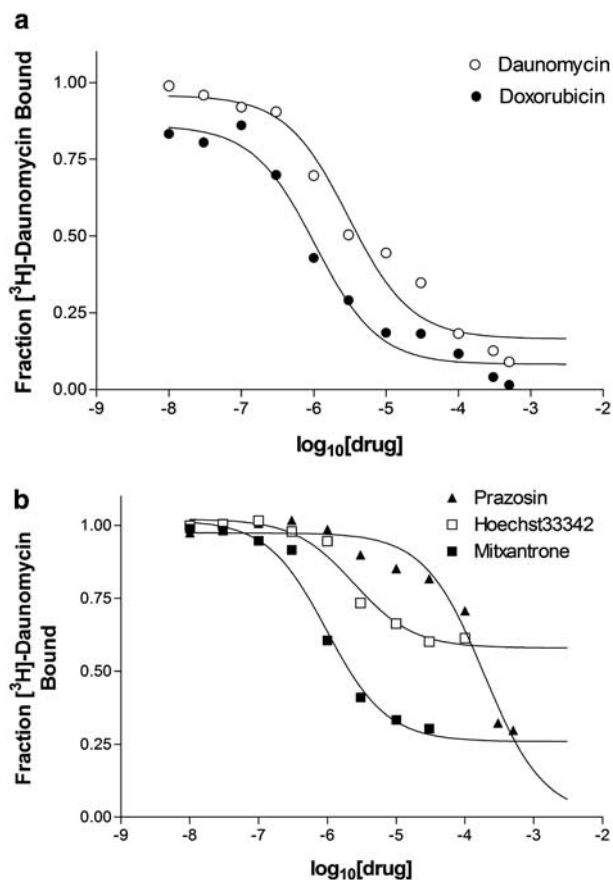 a
Fraction [³H]-Daunomycin Bound
1.00
0.75
0.50
0.25
0.00
○ Daunomycin
● Doxorubicin
-9 -8 -7 -6 -5 -4 -3 -2
log₁₀[drug]
b
Fraction [³H]-Daunomycin
Bound
1.00
0.75
0.50
0.25
0.00
▲ Prazosin
□ Hoechst33342
■ Mitxantrone
-9 -8 -7 -6 -5 -4 -3 -2
log₁₀[drug]